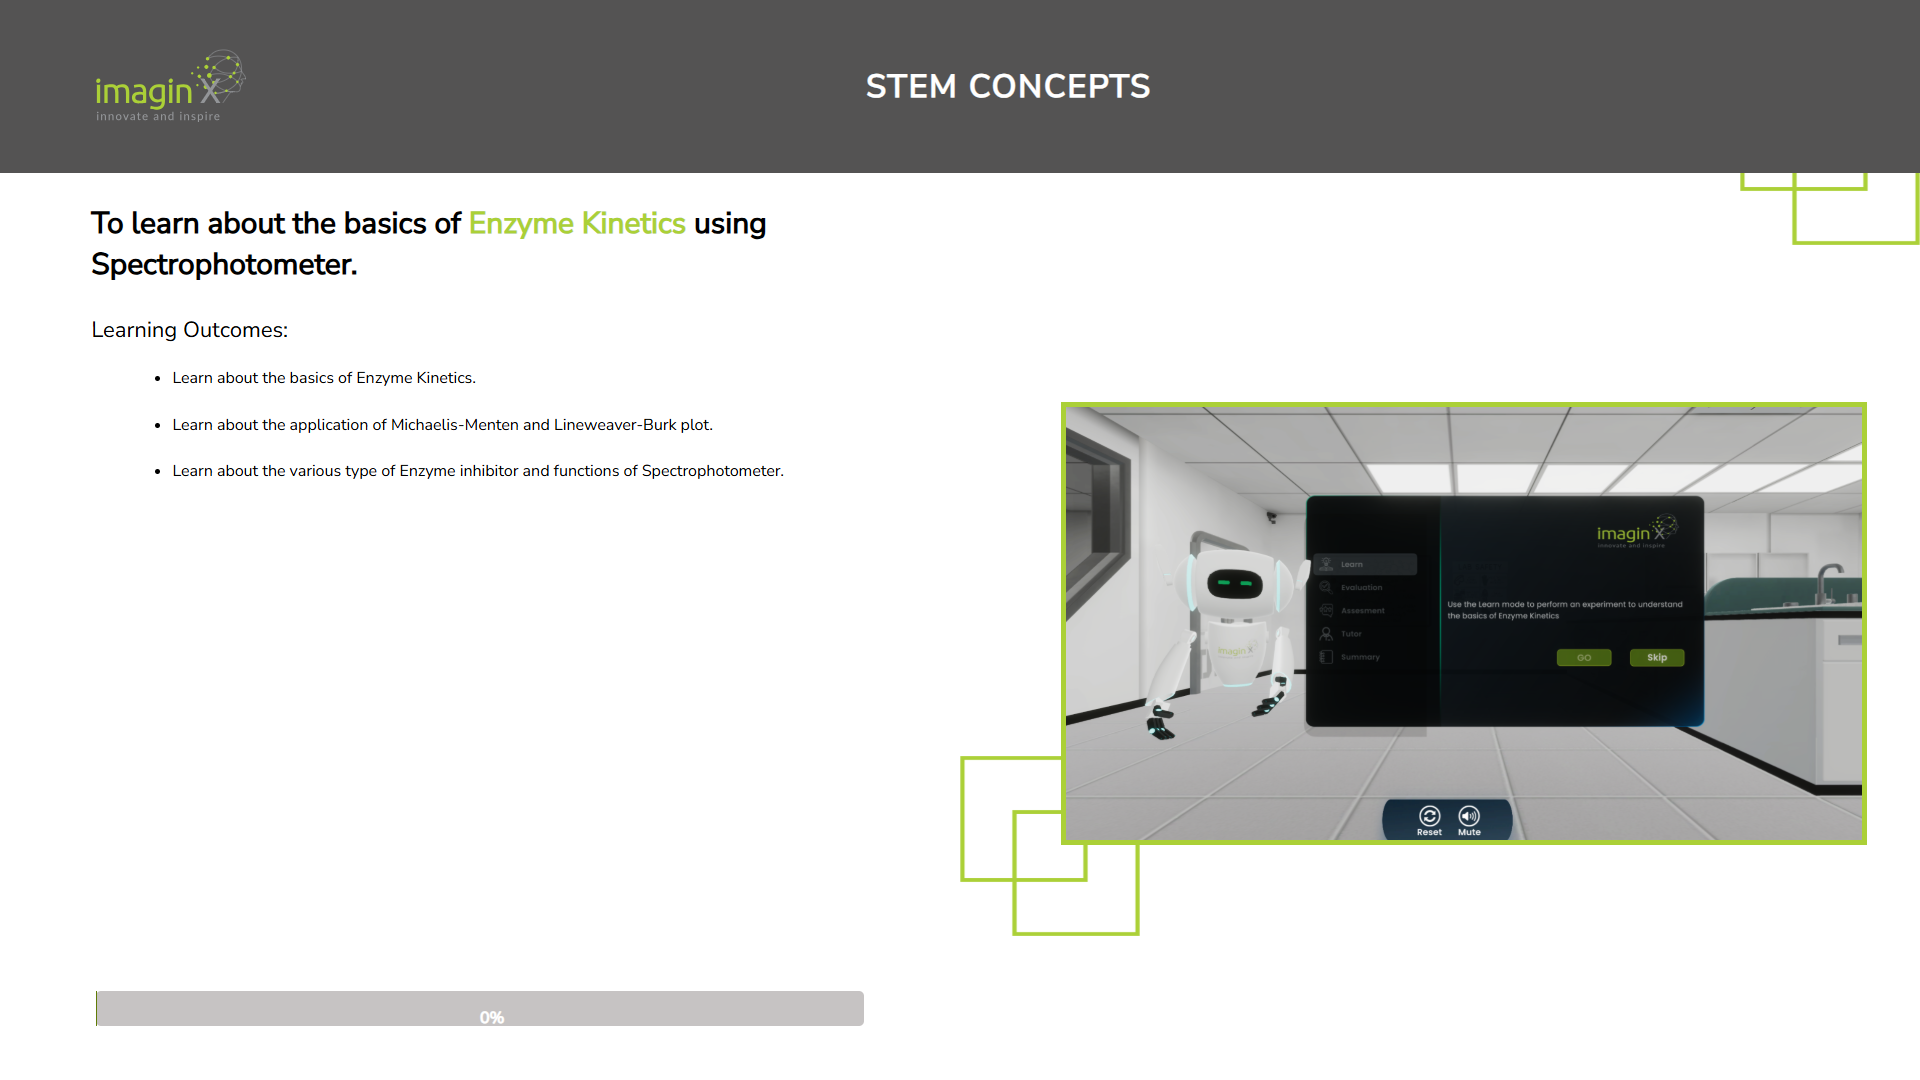 imagin X
innovate and inspire
STEM CONCEPTS
To learn about the basics of Enzyme Kinetics using
Spectrophotometer.
Learning Outcomes:
• Learn about the basics of Enzyme Kinetics.
• Learn about the application of Michaelis-Menten and Lineweaver-Burk plot.
• Learn about the various type of Enzyme inhibitor and functions of Spectrophotometer.
imagin X
innovate and inspire
Learn
Evaluation
Assesment
Tutor
Summary
Use the Learn mode to perform an experiment to understand
the basics of Enzyme Kinetics
GO
Skip
imagin X
Reset
Mute
0%